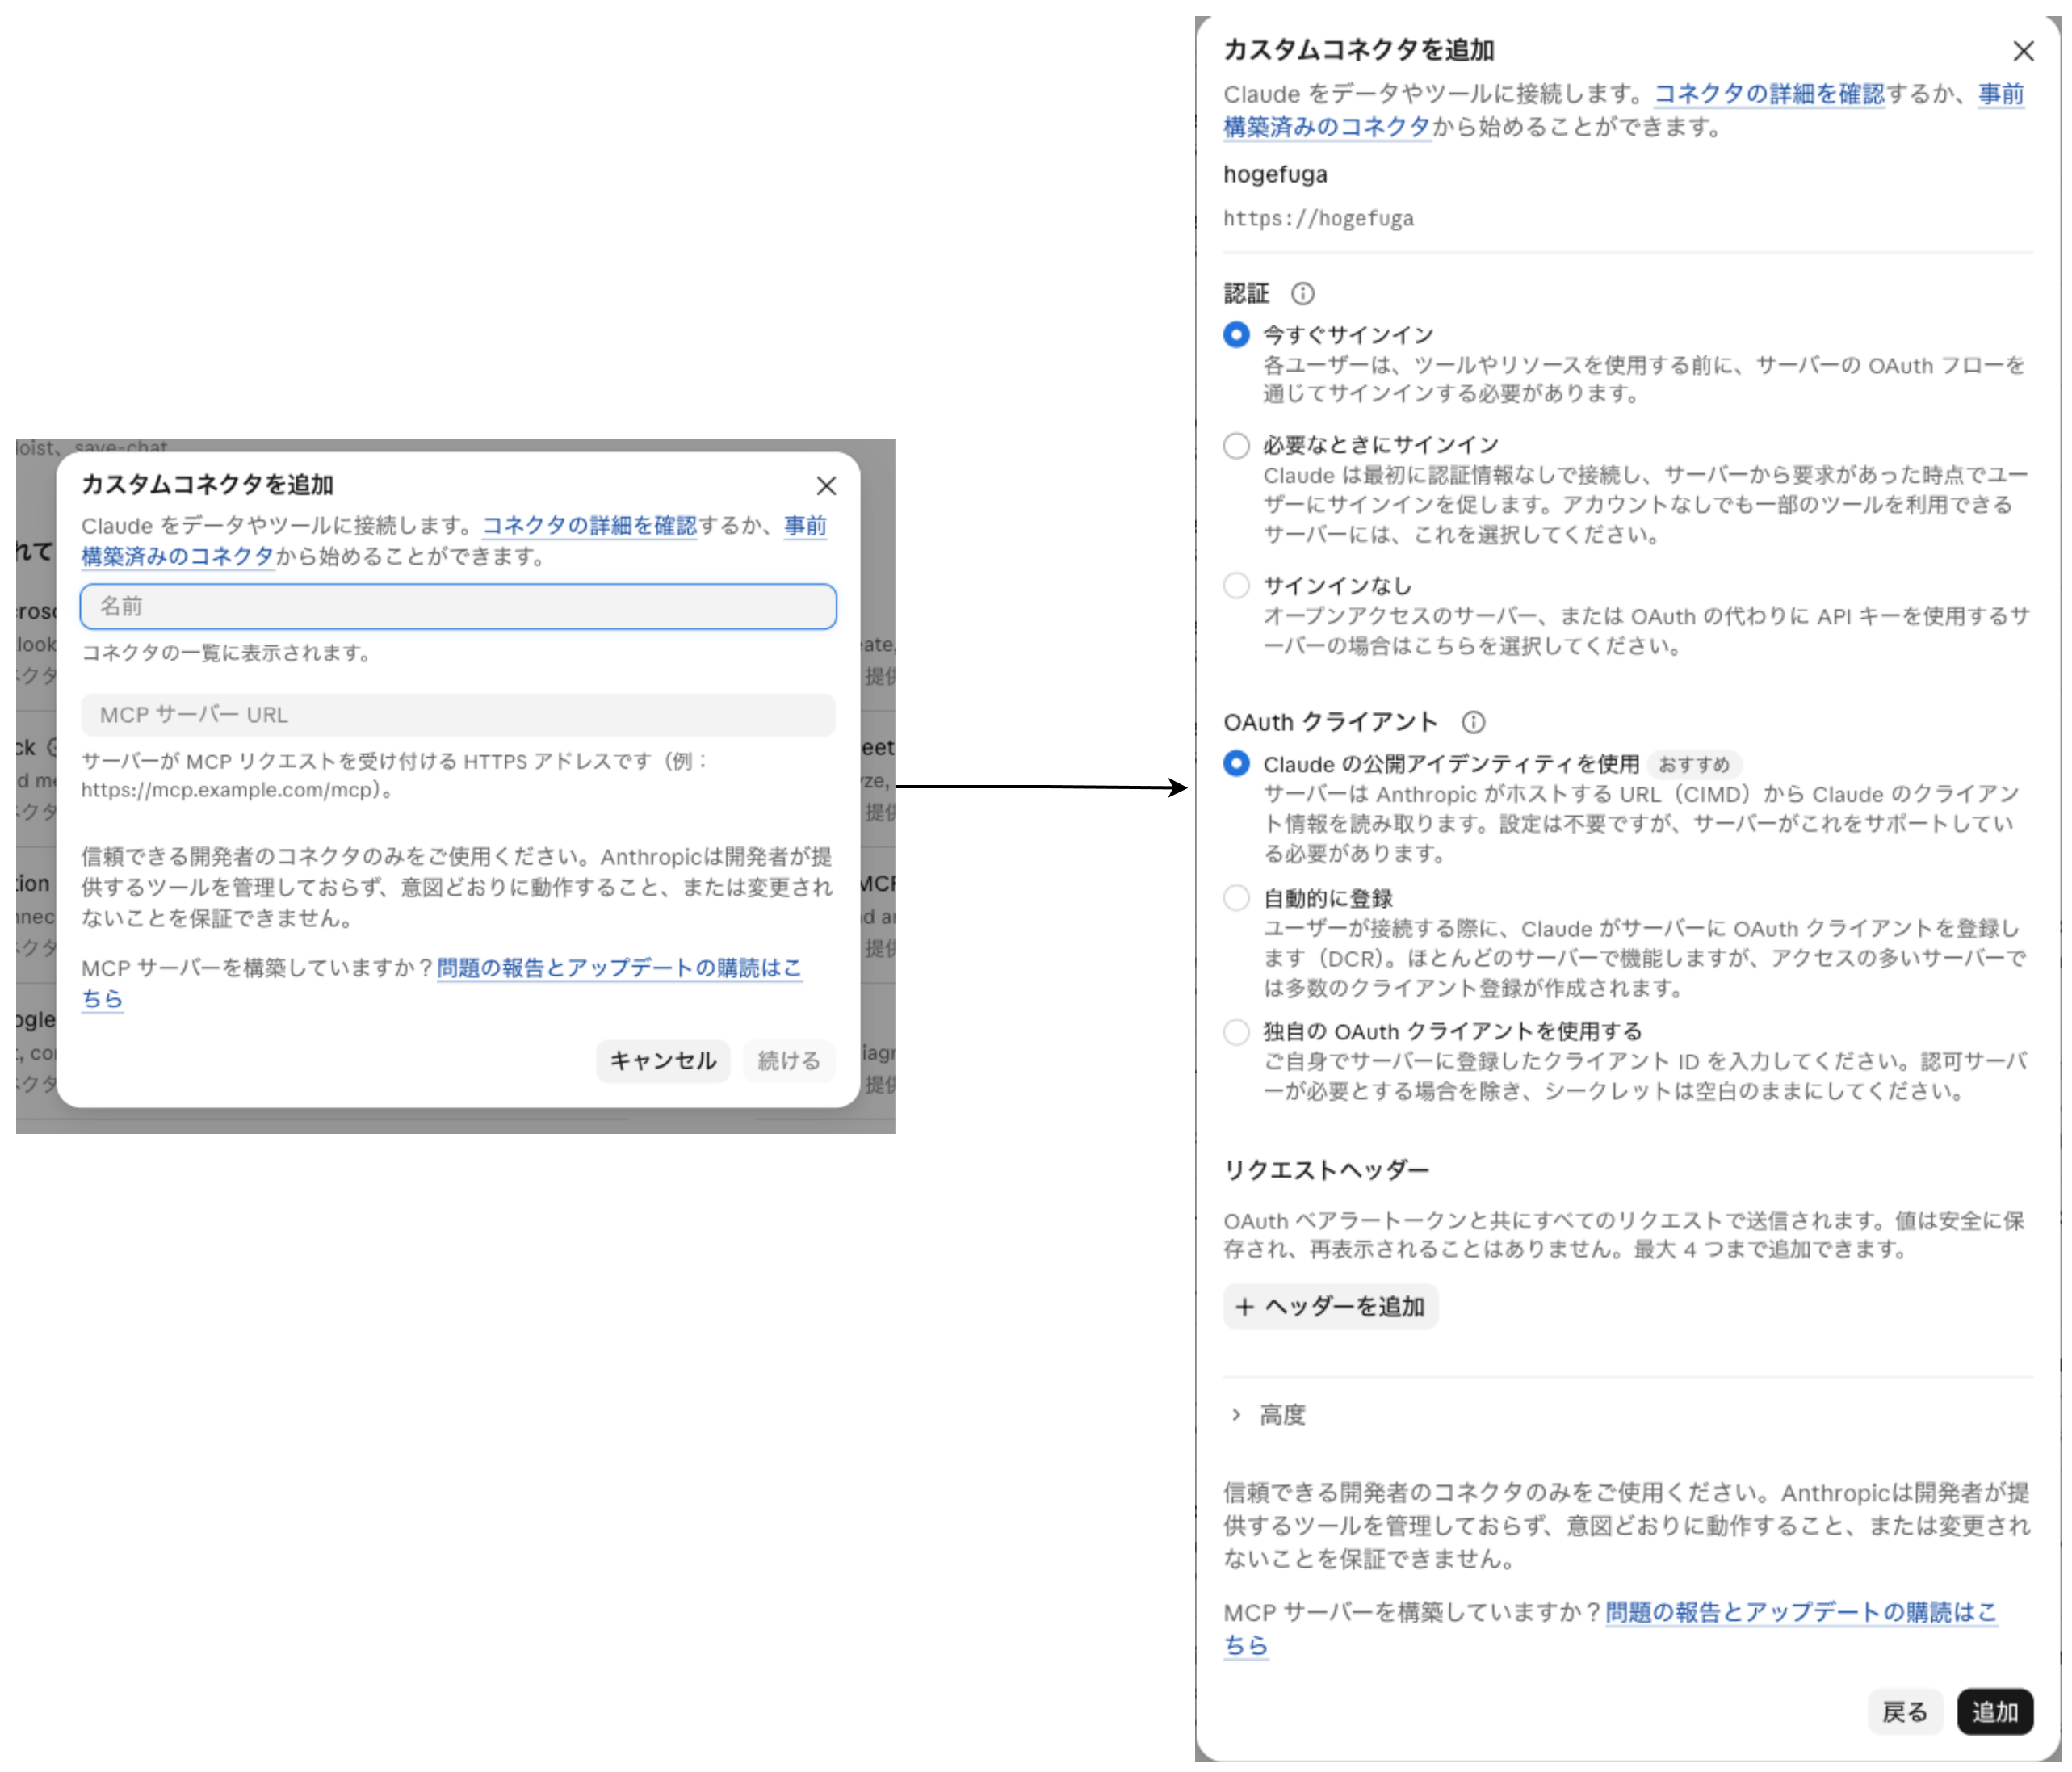 loist、save-chat
カスタムコネクタを追加
Claude をデータやツールに接続します。コネクタの詳細を確認するか、事前
構築済みのコネクタから始めることができます。
名前
コネクタの一覧に表示されます。
MCP サーバー URL
サーバーが MCP リクエストを受け付ける HTTPS アドレスです（例：
https://mcp.example.com/mcp）。
信頼できる開発者のコネクタのみをご使用ください。Anthropicは開発者が提
供するツールを管理しておらず、意図どおりに動作すること、または変更され
ないことを保証できません。
MCP サーバーを構築していますか？問題の報告とアップデートの購読はこ
ちら
キャンセル
続ける
カスタムコネクタを追加
Claude をデータやツールに接続します。コネクタの詳細を確認するか、事前
構築済みのコネクタから始めることができます。
hogefuga
https://hogefuga
認証
今すぐサインイン
各ユーザーは、ツールやリソースを使用する前に、サーバーの OAuth フローを
通じてサインインする必要があります。
必要なときにサインイン
Claude は最初に認証情報なしで接続し、サーバーから要求があった時点でユー
ザーにサインインを促します。アカウントなしでも一部のツールを利用できる
サーバーには、これを選択してください。
サインインなし
オープンアクセスのサーバー、または OAuth の代わりに API キーを使用するサ
ーバーの場合はこちらを選択してください。
OAuth クライアント
Claude の公開アイデンティティを使用 おすすめ
サーバーは Anthropic がホストする URL（CIMD）から Claude のクライアン
ト情報を読み取ります。設定は不要ですが、サーバーがこれをサポートしてい
る必要があります。
自動的に登録
ユーザーが接続する際に、Claude がサーバーに OAuth クライアントを登録し
ます（DCR）。ほとんどのサーバーで機能しますが、アクセスの多いサーバーで
は多数のクライアント登録が作成されます。
独自の OAuth クライアントを使用する
ご自身でサーバーに登録したクライアント ID を入力してください。認可サーバ
ーが必要とする場合を除き、シークレットは空白のままにしてください。
リクエストヘッダー
OAuth ベアラートークンと共にすべてのリクエストで送信されます。値は安全に保
存され、再表示されることはありません。最大 4 つまで追加できます。
+ ヘッダーを追加
高度
信頼できる開発者のコネクタのみをご使用ください。Anthropicは開発者が提
供するツールを管理しておらず、意図どおりに動作すること、または変更され
ないことを保証できません。
MCP サーバーを構築していますか？問題の報告とアップデートの購読はこ
ちら
戻る
追加